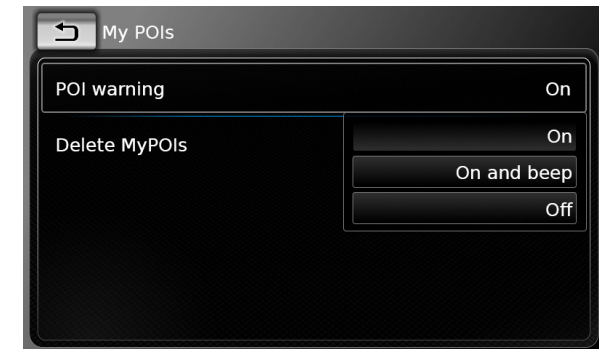 My POIs
POI warning On
On
Delete MyPOIs
On and beep
Off